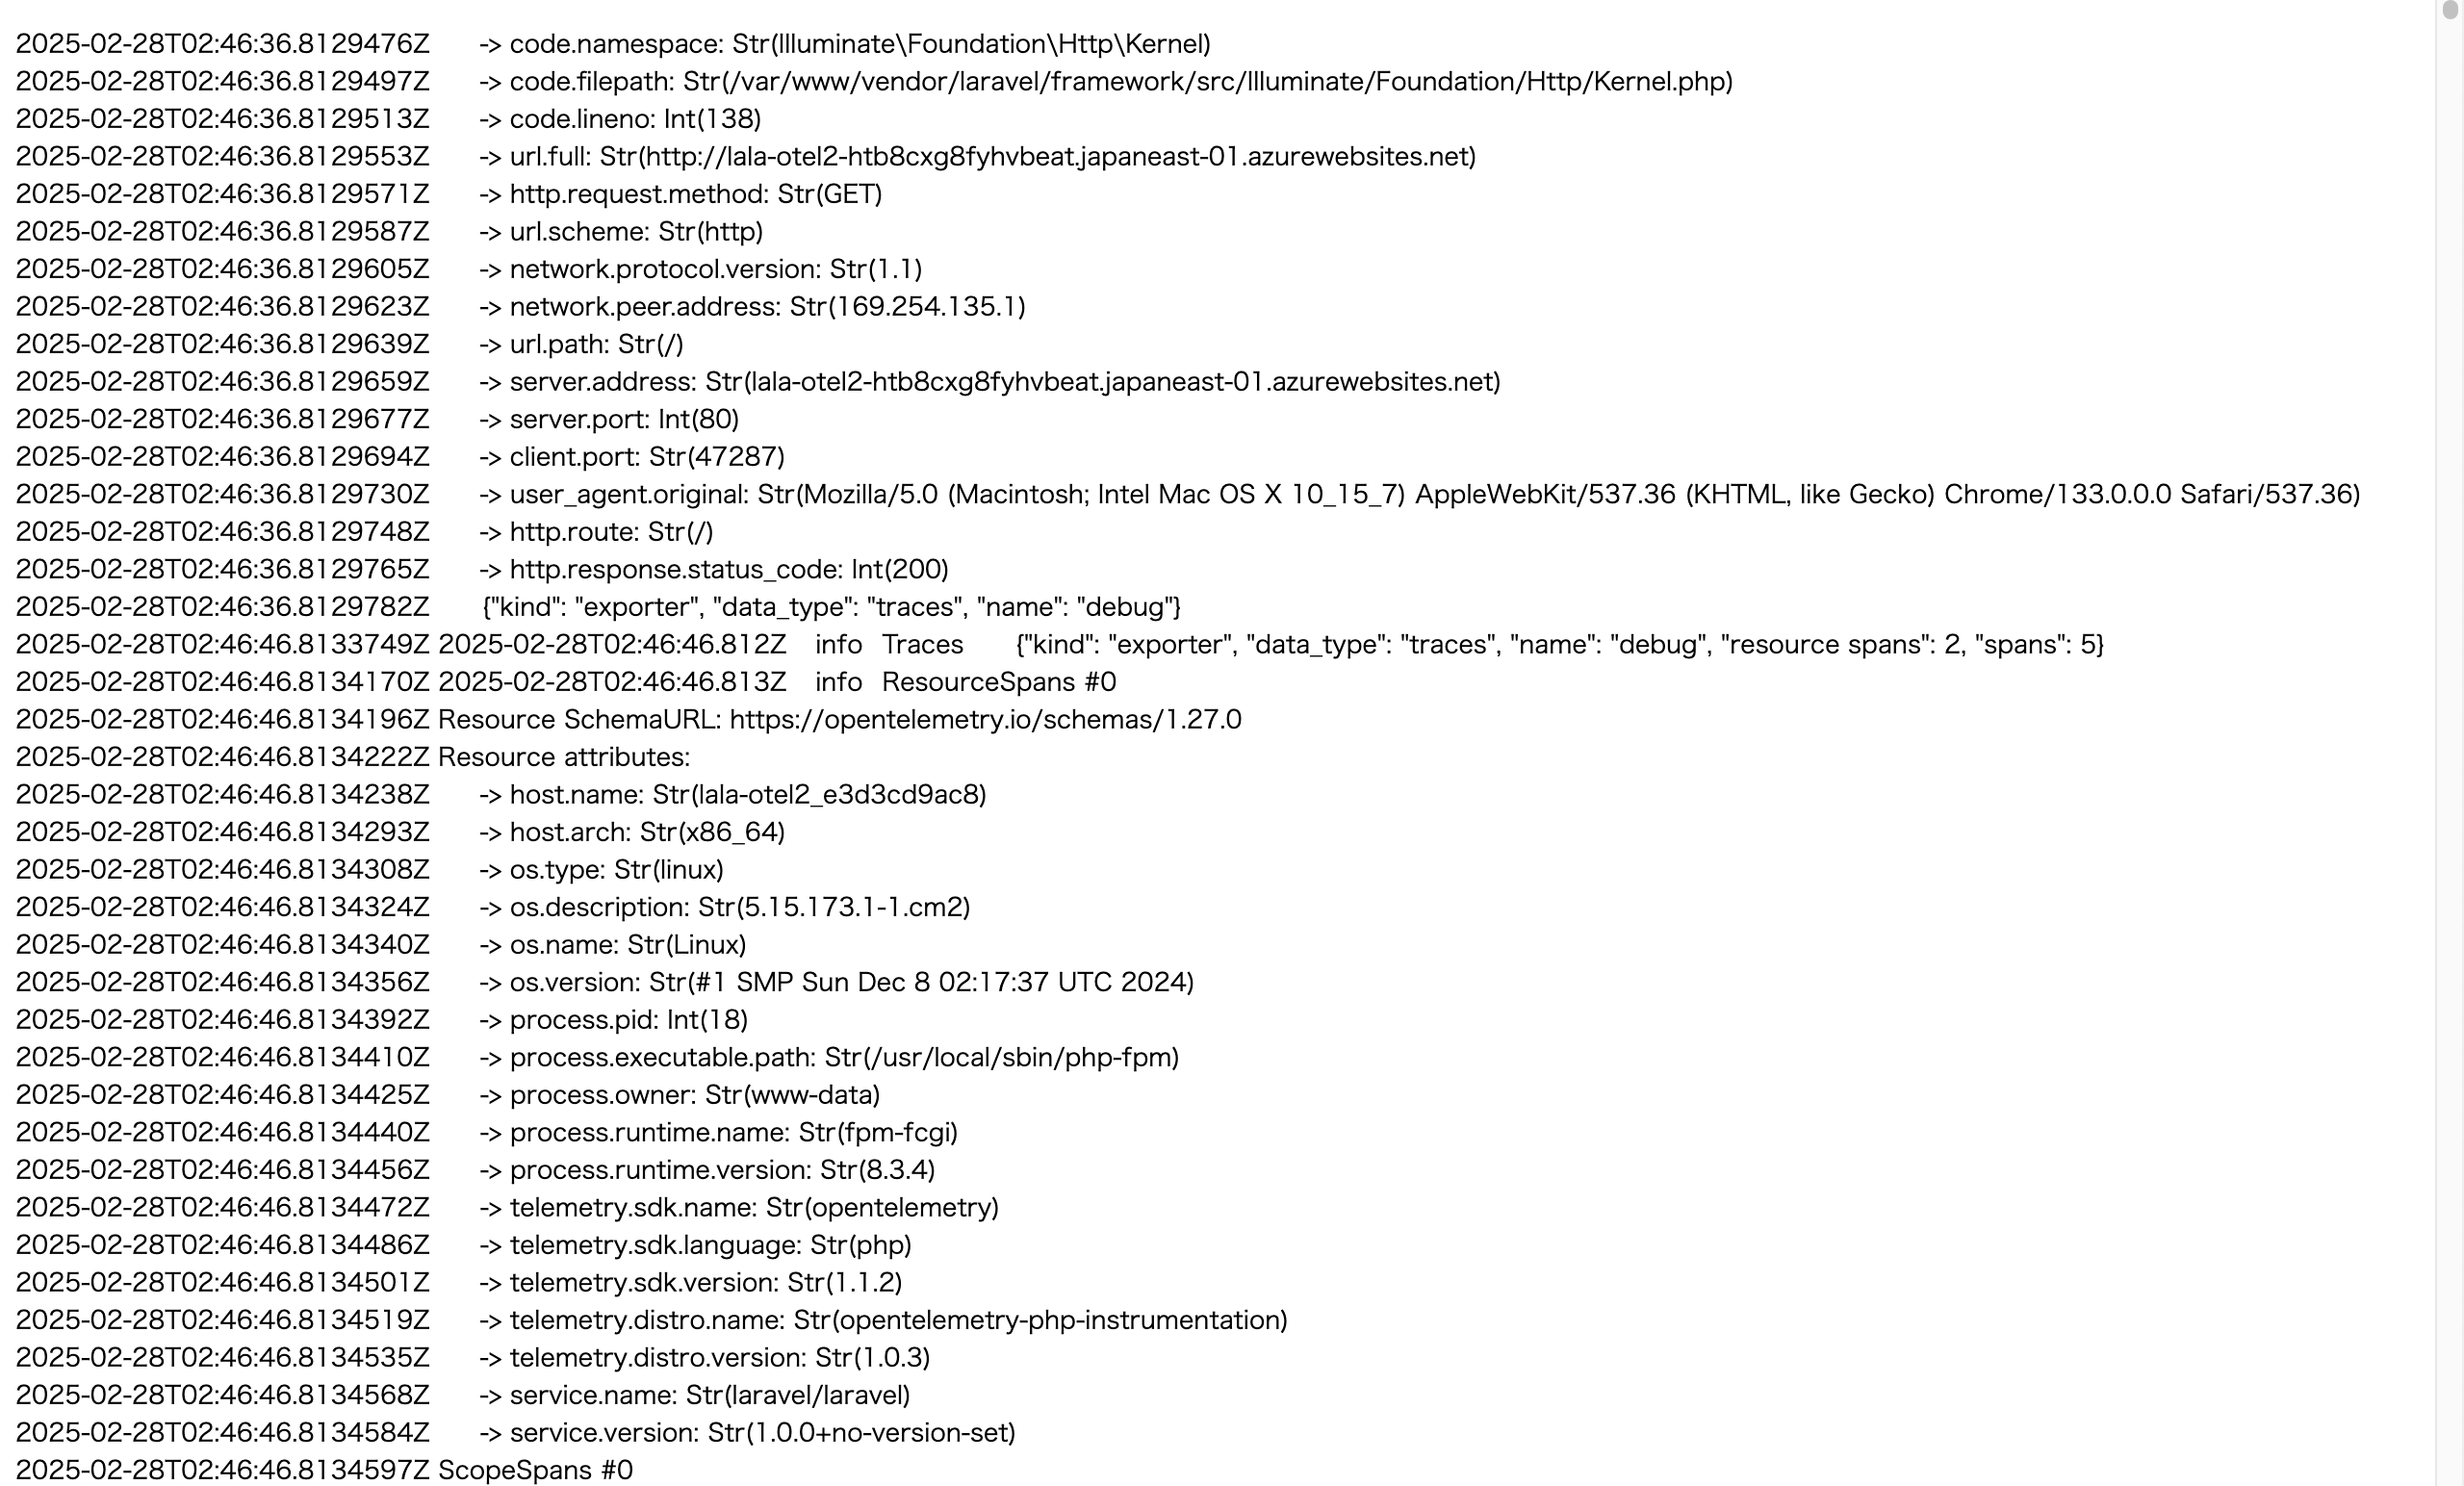 2025-02-28T02:46:36.8129476Z -> code.namespace: Str(Illuminate\Foundation\Http\Kernel)
2025-02-28T02:46:36.8129497Z -> code.filepath: Str(/var/www/vendor/laravel/framework/src/Illuminate/Foundation/Http/Kernel.php)
2025-02-28T02:46:36.8129513Z -> code.lineno: Int(138)
2025-02-28T02:46:36.8129553Z -> url.full: Str(http://lala-otel2-htb8cxg8fyhvbeat.japaneast-01.azurewebsites.net)
2025-02-28T02:46:36.8129571Z -> http.request.method: Str(GET)
2025-02-28T02:46:36.8129587Z -> url.scheme: Str(http)
2025-02-28T02:46:36.8129605Z -> network.protocol.version: Str(1.1)
2025-02-28T02:46:36.8129623Z -> network.peer.address: Str(169.254.135.1)
2025-02-28T02:46:36.8129639Z -> url.path: Str(/)
2025-02-28T02:46:36.8129659Z -> server.address: Str(lala-otel2-htb8cxg8fyhvbeat.japaneast-01.azurewebsites.net)
2025-02-28T02:46:36.8129677Z -> server.port: Int(80)
2025-02-28T02:46:36.8129694Z -> client.port: Str(47287)
2025-02-28T02:46:36.8129730Z -> user_agent.original: Str(Mozilla/5.0 (Macintosh; Intel Mac OS X 10_15_7) AppleWebKit/537.36 (KHTML, like Gecko) Chrome/133.0.0.0 Safari/537.36)
2025-02-28T02:46:36.8129748Z -> http.route: Str(/)
2025-02-28T02:46:36.8129765Z -> http.response.status_code: Int(200)
2025-02-28T02:46:36.8129782Z {"kind": "exporter", "data_type": "traces", "name": "debug"}
2025-02-28T02:46:46.8133749Z 2025-02-28T02:46:46.812Z info Traces {"kind": "exporter", "data_type": "traces", "name": "debug", "resource spans": 2, "spans": 5}
2025-02-28T02:46:46.8134170Z 2025-02-28T02:46:46.813Z info ResourceSpans #0
2025-02-28T02:46:46.8134196Z Resource SchemaURL: https://opentelemetry.io/schemas/1.27.0
2025-02-28T02:46:46.8134222Z Resource attributes:
2025-02-28T02:46:46.8134238Z -> host.name: Str(lala-otel2_e3d3cd9ac8)
2025-02-28T02:46:46.8134293Z -> host.arch: Str(x86_64)
2025-02-28T02:46:46.8134308Z -> os.type: Str(linux)
2025-02-28T02:46:46.8134324Z -> os.description: Str(5.15.173.1-1.cm2)
2025-02-28T02:46:46.8134340Z -> os.name: Str(Linux)
2025-02-28T02:46:46.8134356Z -> os.version: Str(#1 SMP Sun Dec 8 02:17:37 UTC 2024)
2025-02-28T02:46:46.8134392Z -> process.pid: Int(18)
2025-02-28T02:46:46.8134410Z -> process.executable.path: Str(/usr/local/sbin/php-fpm)
2025-02-28T02:46:46.8134425Z -> process.owner: Str(www-data)
2025-02-28T02:46:46.8134440Z -> process.runtime.name: Str(fpm-fcgi)
2025-02-28T02:46:46.8134456Z -> process.runtime.version: Str(8.3.4)
2025-02-28T02:46:46.8134472Z -> telemetry.sdk.name: Str(opentelemetry)
2025-02-28T02:46:46.8134486Z -> telemetry.sdk.language: Str(php)
2025-02-28T02:46:46.8134501Z -> telemetry.sdk.version: Str(1.1.2)
2025-02-28T02:46:46.8134519Z -> telemetry.distro.name: Str(opentelemetry-php-instrumentation)
2025-02-28T02:46:46.8134535Z -> telemetry.distro.version: Str(1.0.3)
2025-02-28T02:46:46.8134568Z -> service.name: Str(laravel/laravel)
2025-02-28T02:46:46.8134584Z -> service.version: Str(1.0.0+no-version-set)
2025-02-28T02:46:46.8134597Z ScopeSpans #0